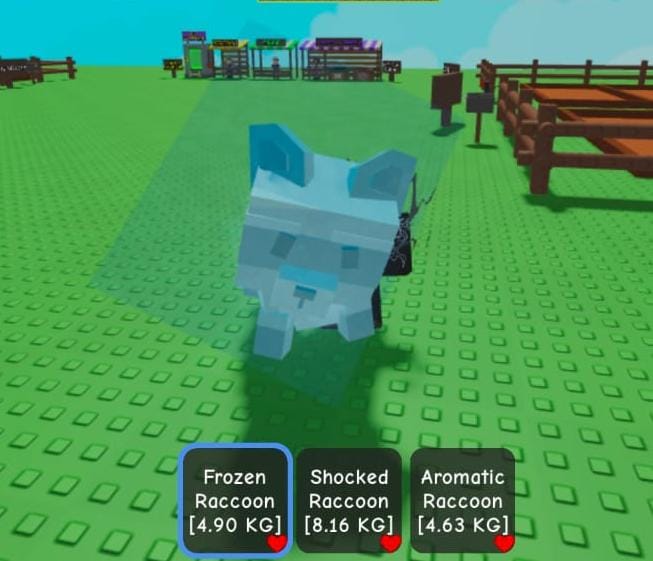 Frozen
Raccoon
[4.90 KG]
Shocked
Raccoon
[8.16 KG]
Aromatic
Raccoon
[4.63 KG]